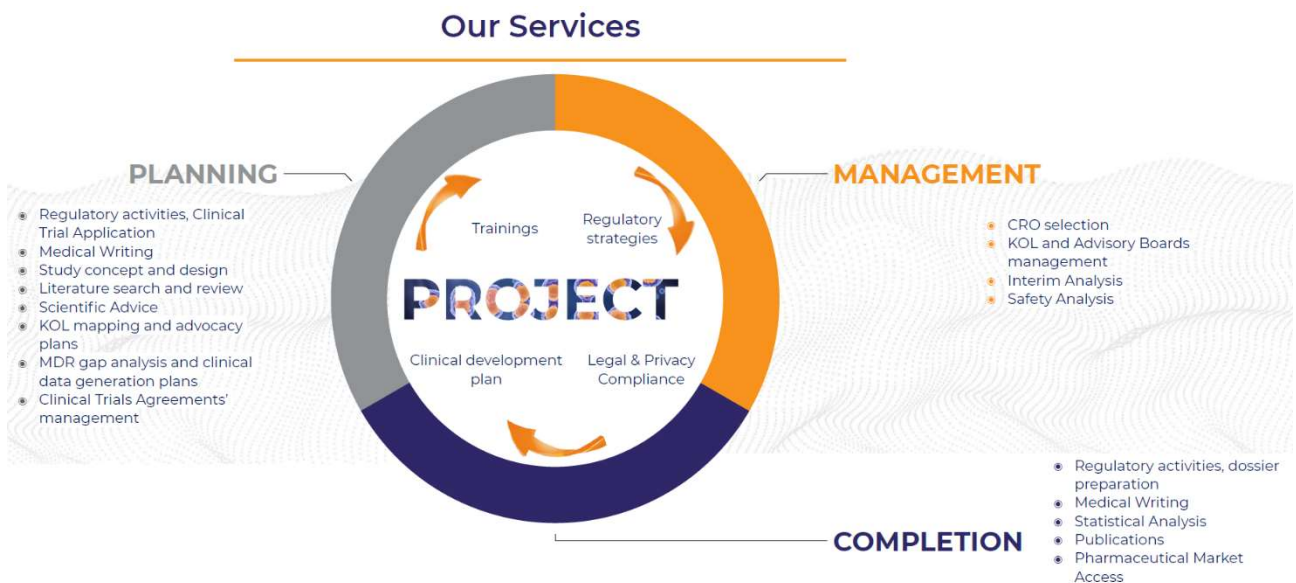 Our Services
PLANNING
Regulatory activities, Clinical
Trial Application
Medical Writing
Study concept and design
Literature search and review
Scientific Advice
KOL mapping and advocacy
plans
MDR gap analysis and clinical
data generation plans
Clinical Trials Agreements’
management
Trainings
Regulatory
strategies
PROJECT
Clinical development
plan
Legal & Privacy
Compliance
MANAGEMENT
CRO selection
KOL and Advisory Boards
management
Interim Analysis
Safety Analysis
COMPLETION
Regulatory activities, dossier
preparation
Medical Writing
Statistical Analysis
Publications
Pharmaceutical Market
Access